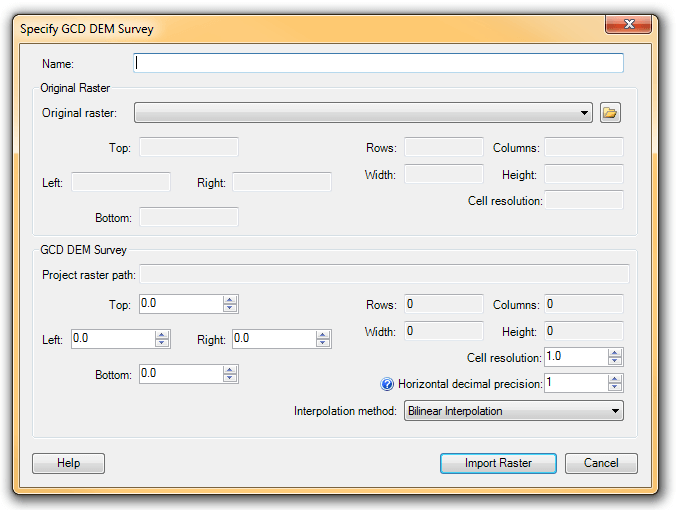 Specify GCD DEM Survey
Name:
Original Raster
Original raster:
Top: Rows: Columns:
Left: Right: Width: Height:
Cell resolution:
Bottom:
GCD DEM Survey
Project raster path:
Top: 0.0 Rows: 0 Columns: 0
Left: 0.0 Right: 0.0 Width: 0 Height: 0
Cell resolution: 1.0
Bottom: 0.0 ? Horizontal decimal precision: 1
Interpolation method: Bilinear Interpolation
Help Import Raster Cancel